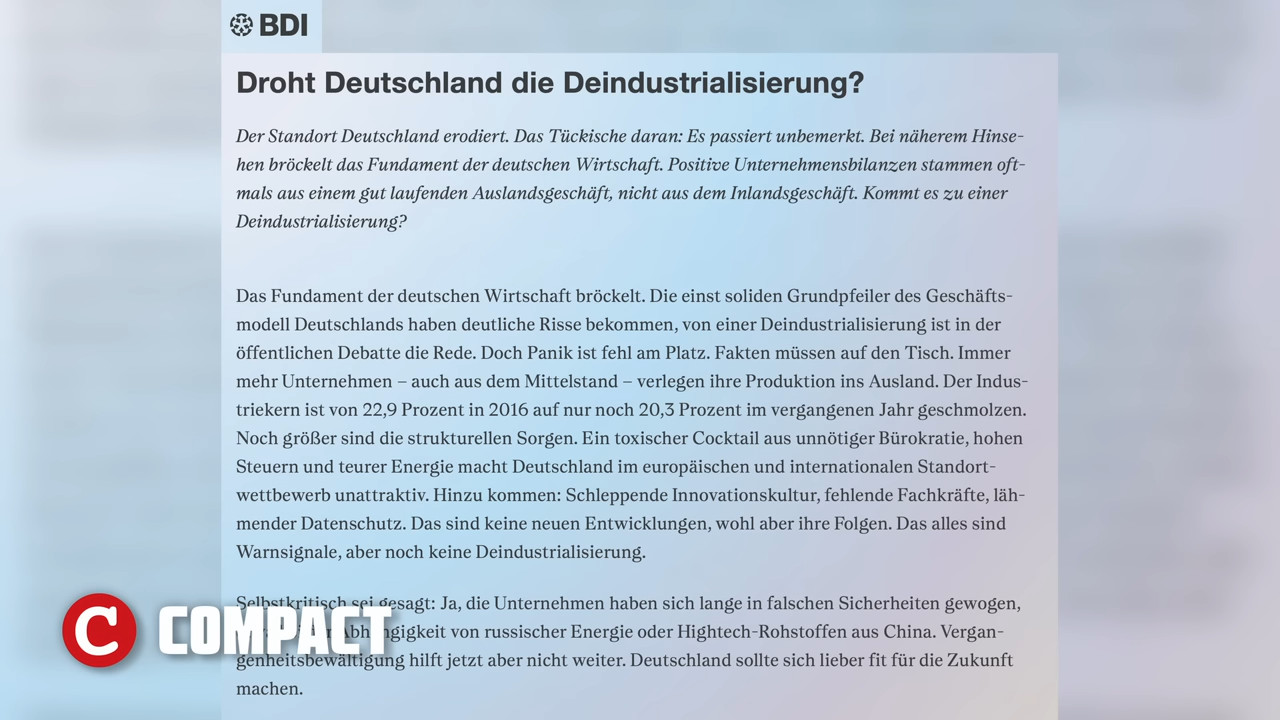 BDI
Droht Deutschland die Deindustrialisierung?
Der Standort Deutschland erodiert. Das Tückische daran: Es passiert unbemerkt. Bei näherem Hinse-
hen bröckelt das Fundament der deutschen Wirtschaft. Positive Unternehmensbilanzen stammen oft-
mals aus einem gut laufenden Auslandsgeschäft, nicht aus dem Inlandsgeschäft. Kommt es zu einer
Deindustrialisierung?
Das Fundament der deutschen Wirtschaft bröckelt. Die einst soliden Grundpfeiler des Geschäfts-
modell Deutschlands haben deutliche Risse bekommen, von einer Deindustrialisierung ist in der
öffentlichen Debatte die Rede. Doch Panik ist fehl am Platz. Fakten müssen auf den Tisch. Immer
mehr Unternehmen – auch aus dem Mittelstand – verlegen ihre Produktion ins Ausland. Der Indus-
triekern ist von 22,9 Prozent in 2016 auf nur noch 20,3 Prozent im vergangenen Jahr geschmolzen.
Noch größer sind die strukturellen Sorgen. Ein toxischer Cocktail aus unnötiger Bürokratie, hohen
Steuern und teurer Energie macht Deutschland im europäischen und internationalen Standort-
wettbewerb unattraktiv. Hinzu kommen: Schleppende Innovationskultur, fehlende Fachkräfte, läh-
mender Datenschutz. Das sind keine neuen Entwicklungen, wohl aber ihre Folgen. Das alles sind
Warnsignale, aber noch keine Deindustrialisierung.
Selbstkritisch sei gesagt: Ja, die Unternehmen haben sich lange in falschen Sicherheiten gewogen,
Abhängigkeit von russischer Energie oder Hightech-Rohstoffen aus China. Vergan-
genheitsbewältigung hilft jetzt aber nicht weiter. Deutschland sollte sich lieber fit für die Zukunft
machen.
C COMPACT